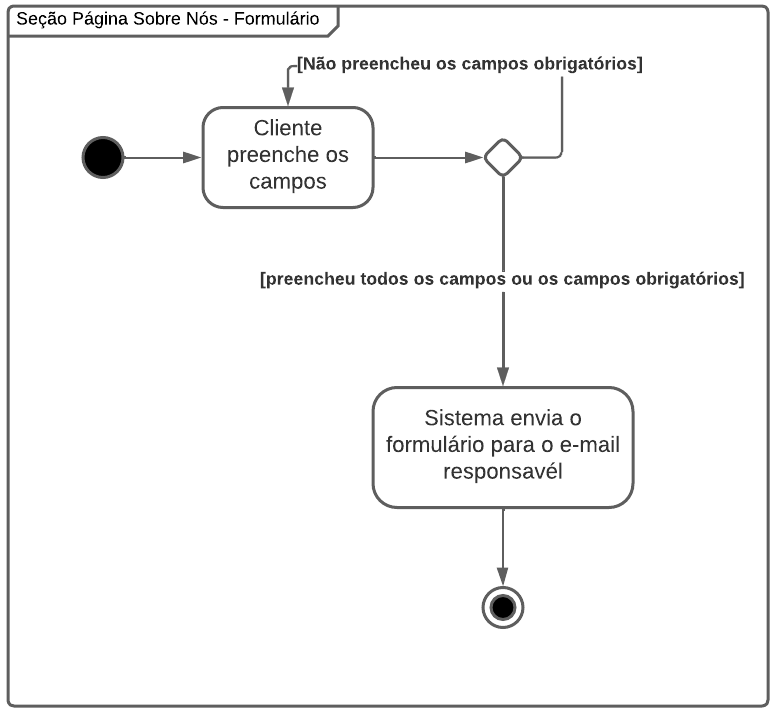 Seção Página Sobre Nós - Formulário
[Não preencheu os campos obrigatórios]
Cliente
preenche os
campos
[preencheu todos os campos ou os campos obrigatórios]
Sistema envia o
formulário para o e-mail
responsavél